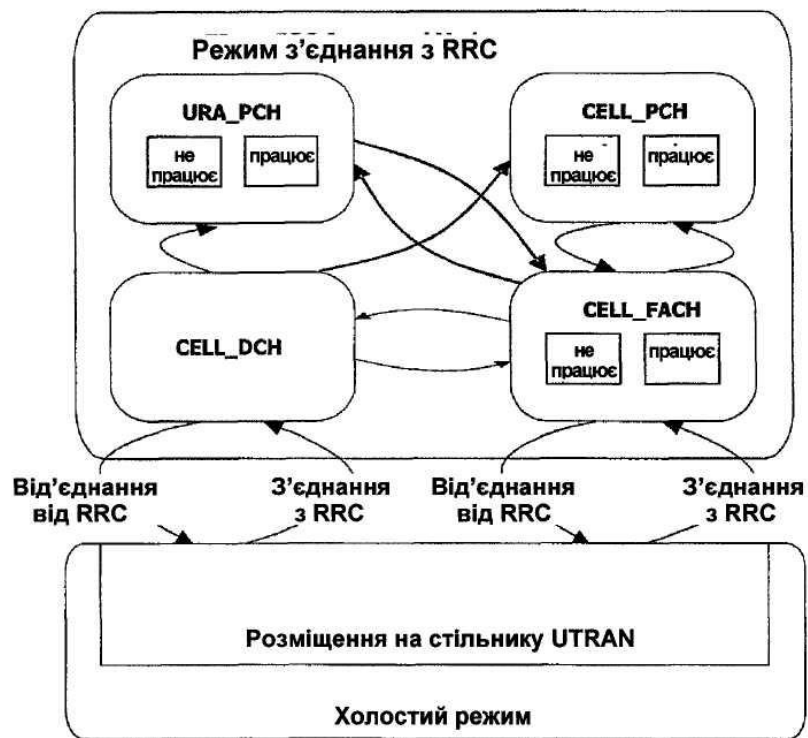 Режим з’єднання з RRC
URA_PCH
не
працює
працює
CELL_PCH
не
працює
працює
CELL_DCH
CELL_FACH
не
працює
працює
Від’єднання
від RRC
З’єднання
з RRC
Від’єднання
від RRC
З’єднання
з RRC
Розміщення на стільнику UTRAN
Холостий режим